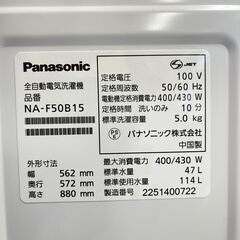 Panasonic
全自動電気洗濯機
品番
NA-F50B15
外形寸法
幅 562 mm
奥行 572 mm
高さ 880 mm
S JET
定格電圧 100 V
定格周波数 50/60 Hz
電動機定格消費電力 400/430 W
定格時間 洗いのみ 10 分
標準容量 5.0 kg
PS E
パナソニック株式会社
中国製
最大消費電力 400/430 W
標準水量 47 L
標準使用水量 114 L
製造番号 2251400722